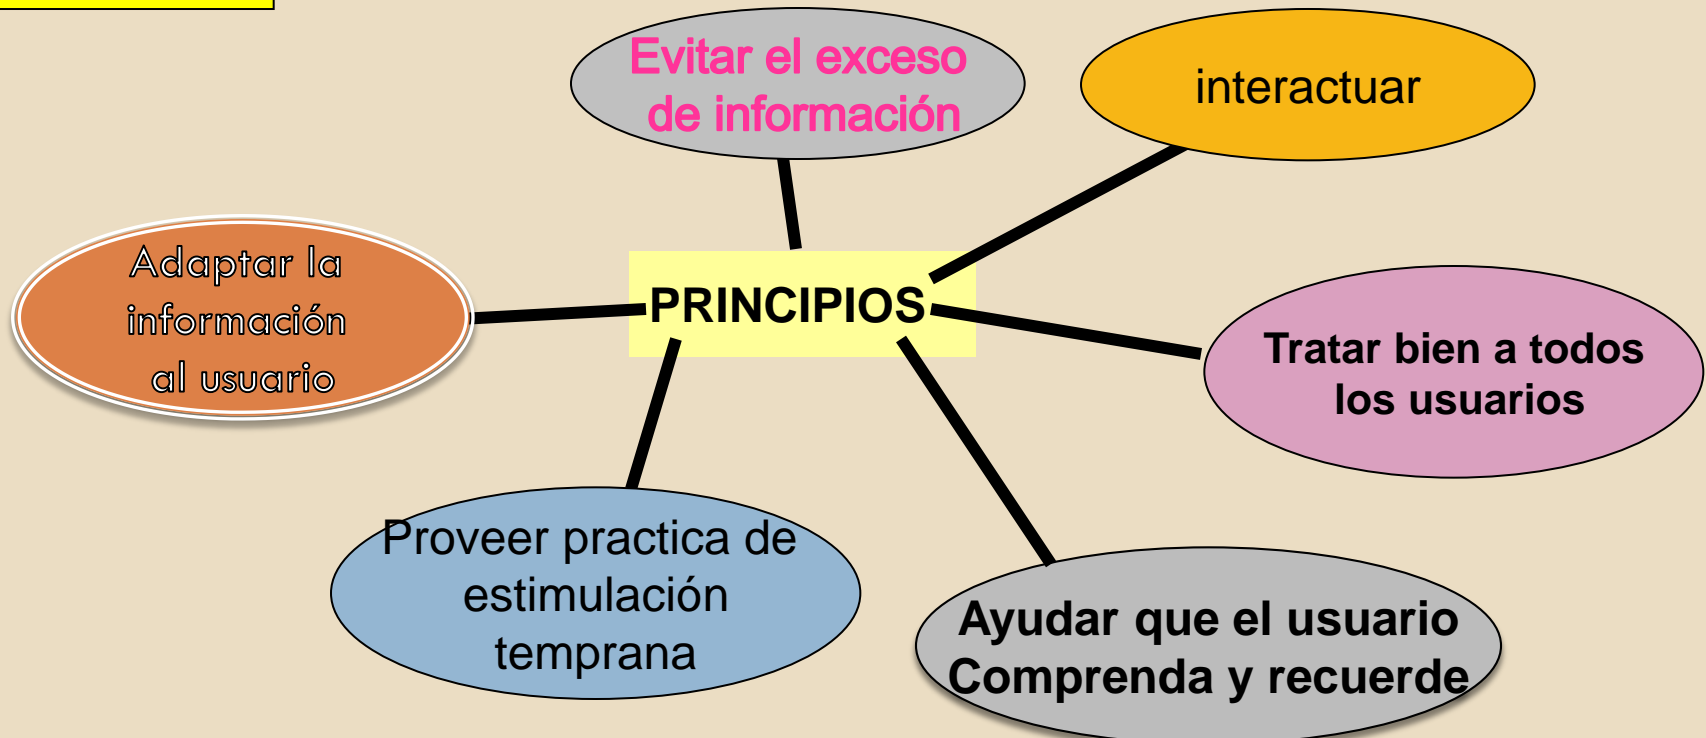 Evitar el exceso
de información
interactuar
Adaptar la
información
al usuario
PRINCIPIOS
Tratar bien a todos
los usuarios
Proveer practica de
estimulación
temprana
Ayudar que el usuario
Comprenda y recuerde